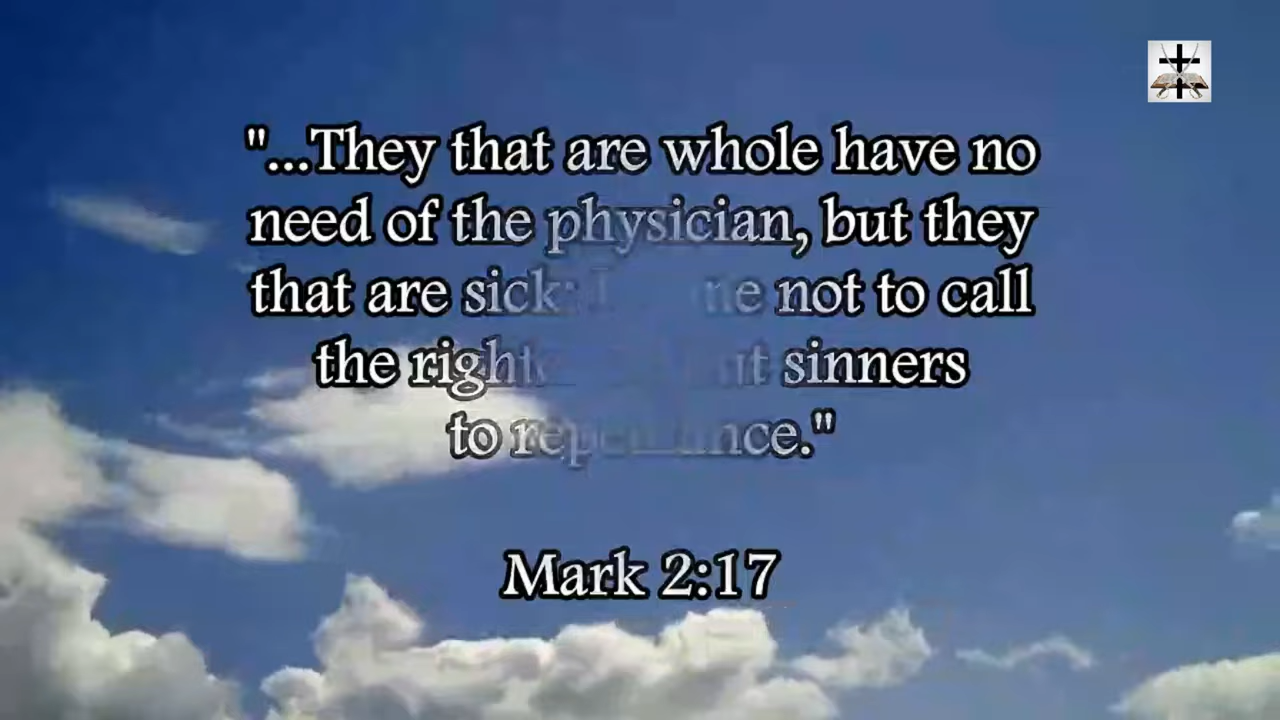 "...They that are whole have no
need of the physician, but they
that are sick: not to call
the sinners
to
Mark 2:17